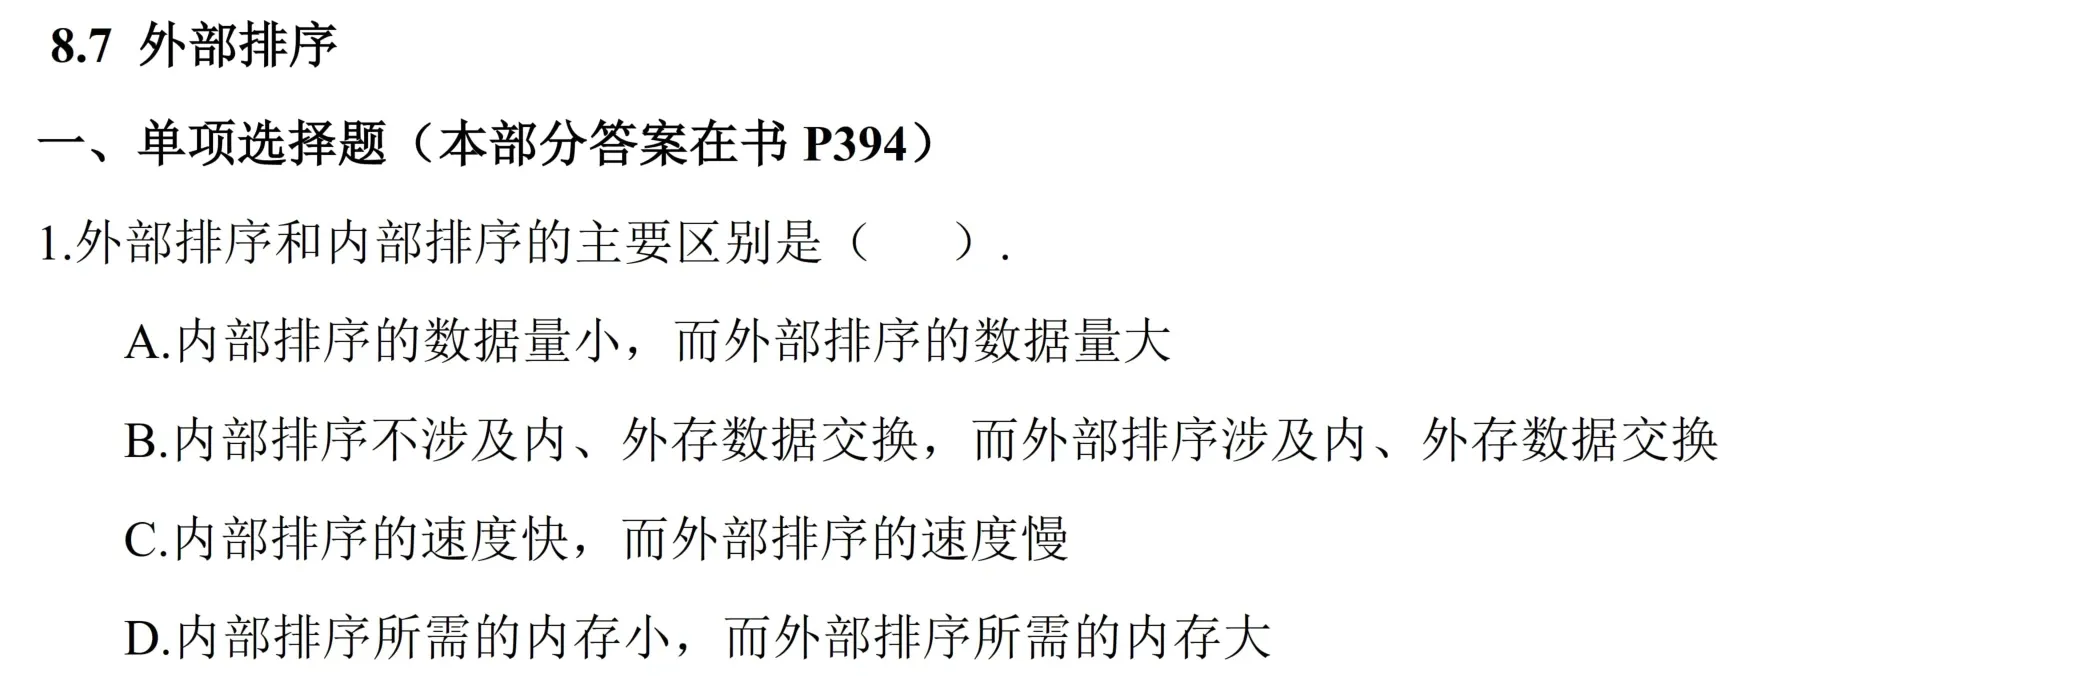 8.7 外部排序
一、单项选择题（本部分答案在书 P394）
1.外部排序和内部排序的主要区别是（ ）.
A.内部排序的数据量小，而外部排序的数据量大
B.内部排序不涉及内、外存数据交换，而外部排序涉及内、外存数据交换
C.内部排序的速度快，而外部排序的速度慢
D.内部排序所需的内存小，而外部排序所需的内存大